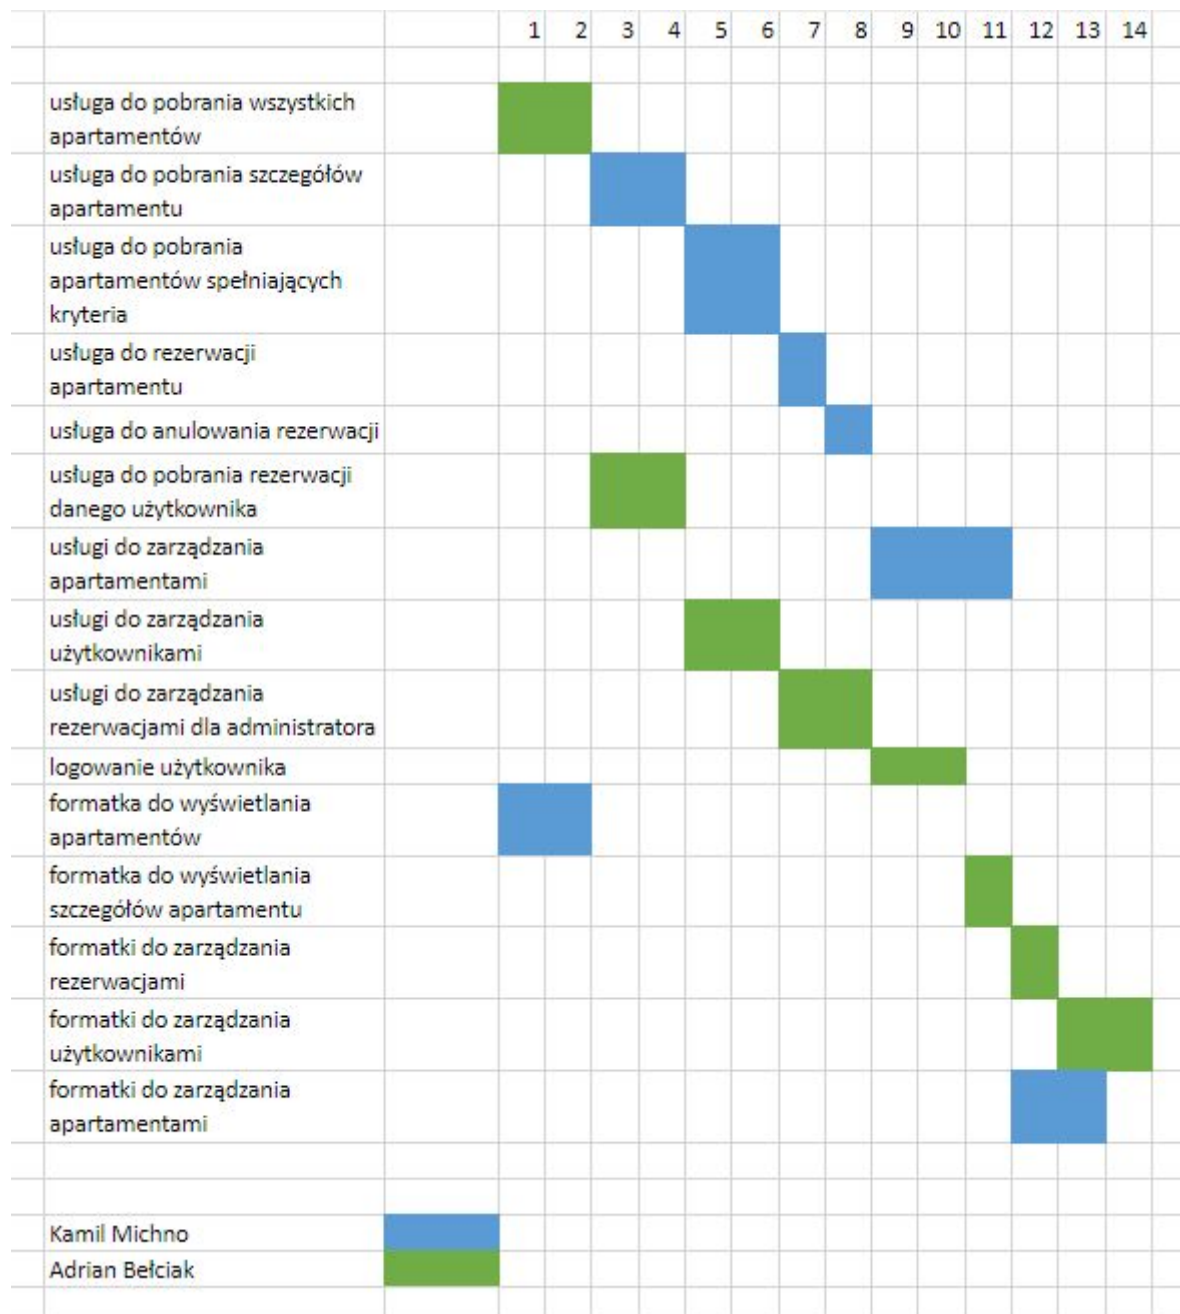 1 2 3 4 5 6 7 8 9 10 11 12 13 14
usługa do pobrania wszystkich
apartamentów
usługa do pobrania szczegółów
apartamentu
usługa do pobrania
apartamentów spełniających
kryteria
usługa do rezerwacji
apartamentu
usługa do anulowania rezerwacji
usługa do pobrania rezerwacji
danego użytkownika
usługi do zarządzania
apartamentami
usługi do zarządzania
użytkownikami
usługi do zarządzania
rezerwacjami dla administratora
logowanie użytkownika
formatka do wyświetlania
apartamentów
formatka do wyświetlania
szczegółów apartamentu
formatki do zarządzania
rezerwacjami
formatki do zarządzania
użytkownikami
formatki do zarządzania
apartamentami
Kamil Michno
Adrian Bełciak